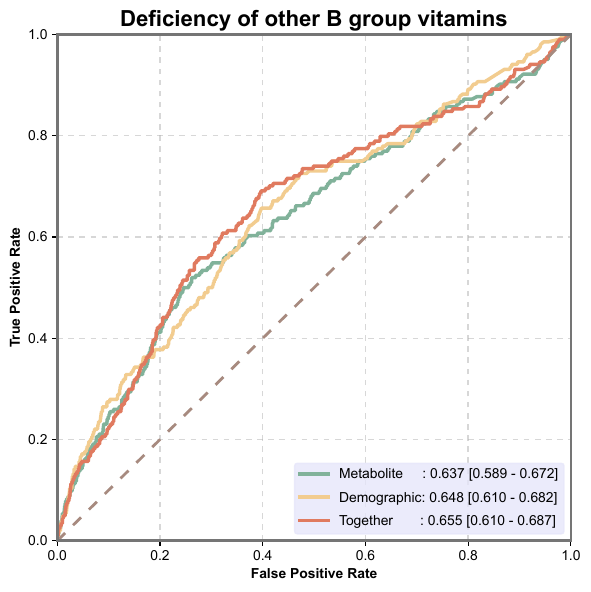 Deficiency of other B group vitamins
1.0
0.8
0.6
0.4
0.2
0.0
True Positive Rate
Metabolite : 0.637 [0.589 - 0.672]
Demographic: 0.648 [0.610 - 0.682]
Together : 0.655 [0.610 - 0.687]
0.0 0.2 0.4 0.6 0.8 1.0
False Positive Rate